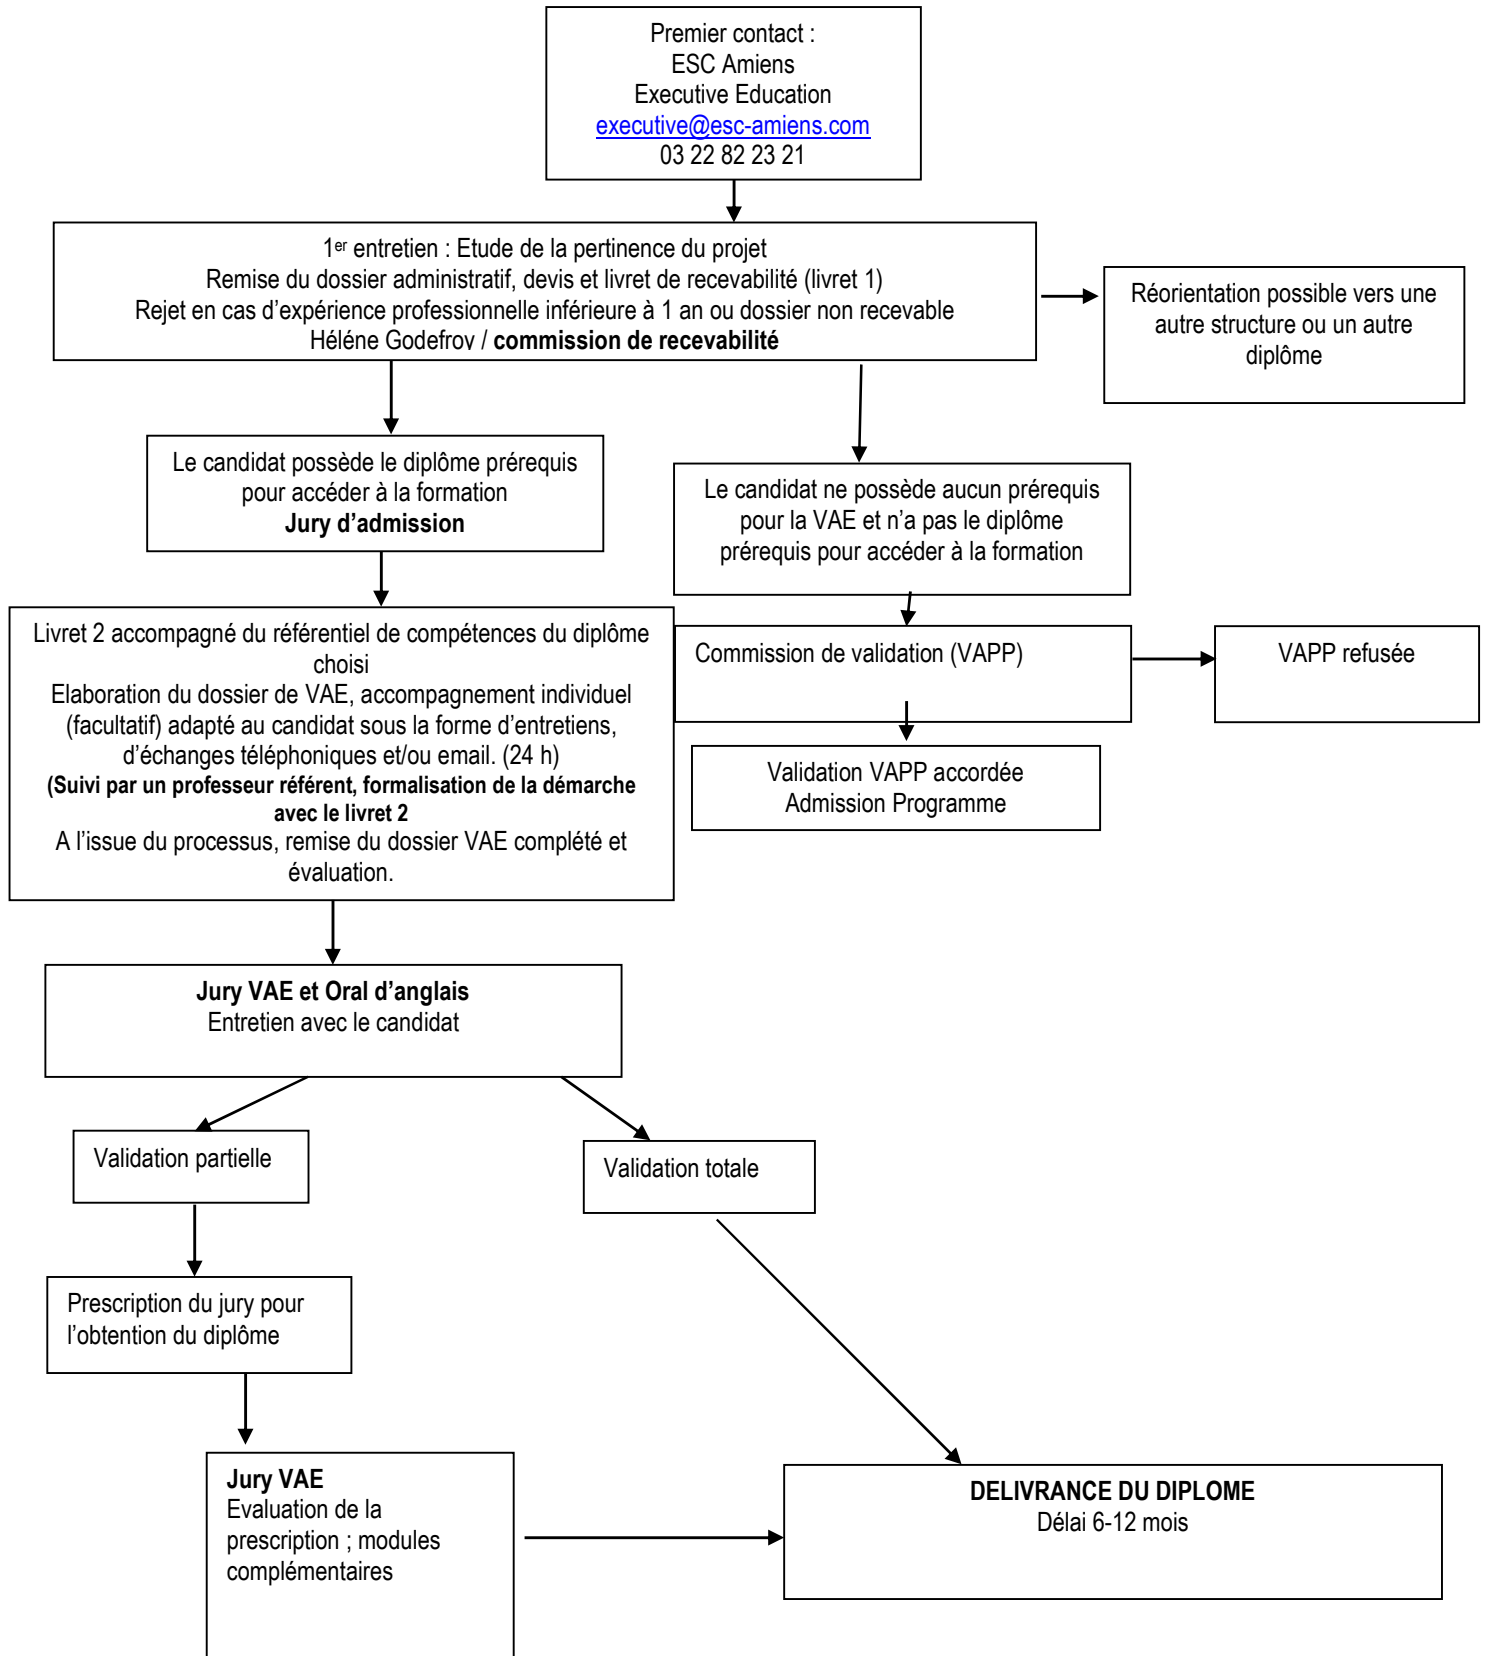 Premier contact :
ESC Amiens
Executive Education
executive@esc-amiens.com
03 22 82 23 21
1er entretien : Etude de la pertinence du projet
Remise du dossier administratif, devis et livret de recevabilité (livret 1)
Rejet en cas d’expérience professionnelle inférieure à 1 an ou dossier non recevable
Héléne Godefrov / commission de recevabilité
Réorientation possible vers une
autre structure ou un autre
diplôme
Le candidat possède le diplôme prérequis
pour accéder à la formation
Jury d’admission
Le candidat ne possède aucun prérequis
pour la VAE et n’a pas le diplôme
prérequis pour accéder à la formation
Livret 2 accompagné du référentiel de compétences du diplôme
choisi
Elaboration du dossier de VAE, accompagnement individuel
(facultatif) adapté au candidat sous la forme d’entretiens,
d’échanges téléphoniques et/ou email. (24 h)
(Suivi par un professeur référent, formalisation de la démarche
avec le livret 2
A l’issue du processus, remise du dossier VAE complété et
évaluation.
Commission de validation (VAPP)
VAPP refusée
Validation VAPP accordée
Admission Programme
Jury VAE et Oral d’anglais
Entretien avec le candidat
Validation partielle
Validation totale
Prescription du jury pour
l’obtention du diplôme
Jury VAE
Evaluation de la
prescription ; modules
complémentaires
DELIVRANCE DU DIPLOME
Délai 6-12 mois